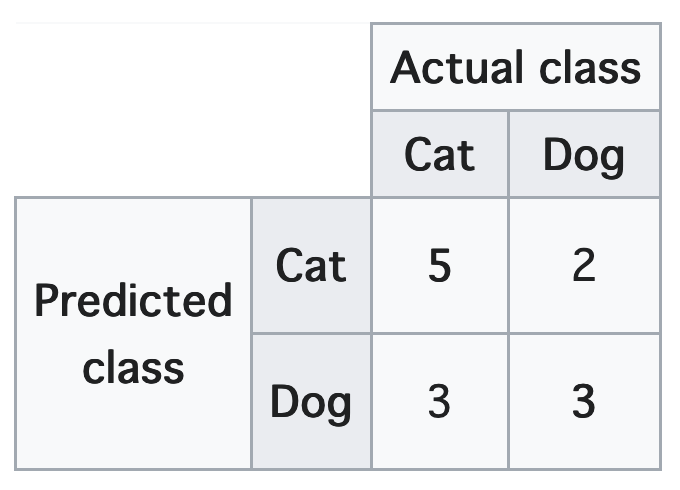 Actual class
Cat Dog
Predicted
class
Cat 5 2
Dog 3 3